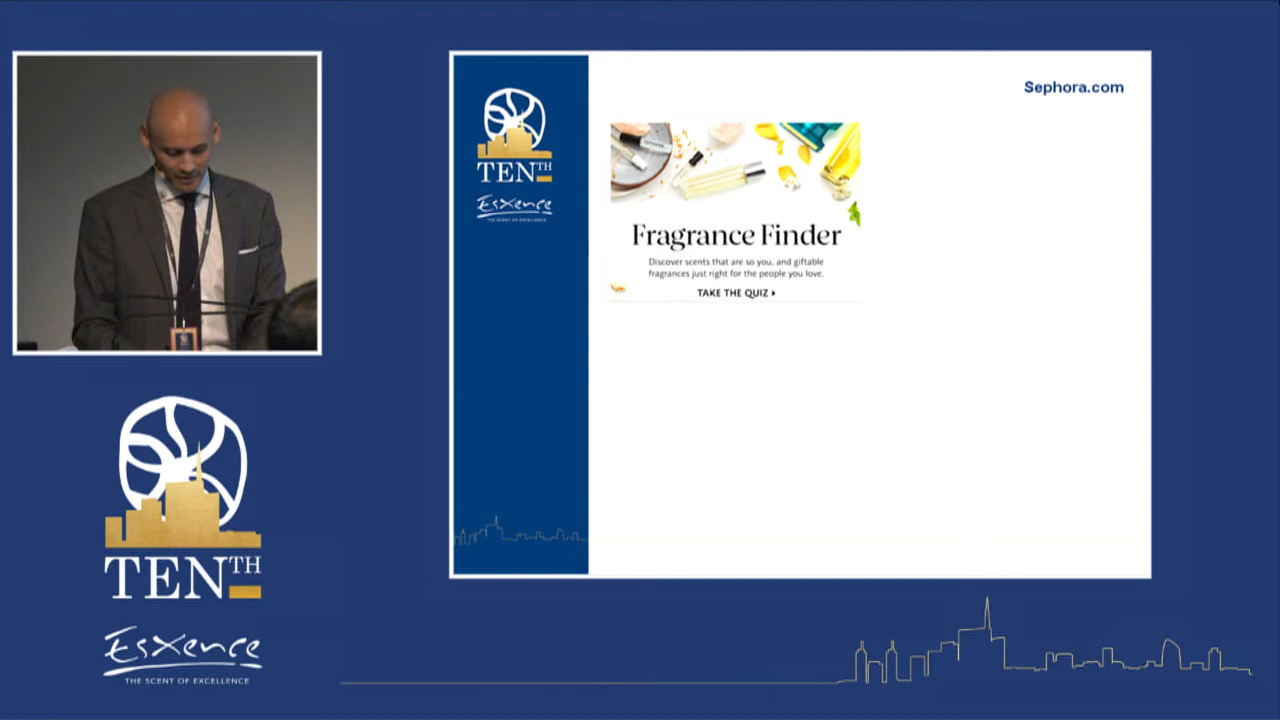 TEN TH
Esxence
THE SCENT OF EXCELLENCE
Sephora.com
Fragrance Finder
Discover scents that are so you, and giftable
fragrances just right for the people you love.
TAKE THE QUIZ
TEN TH
Esxence
THE SCENT OF EXCELLENCE